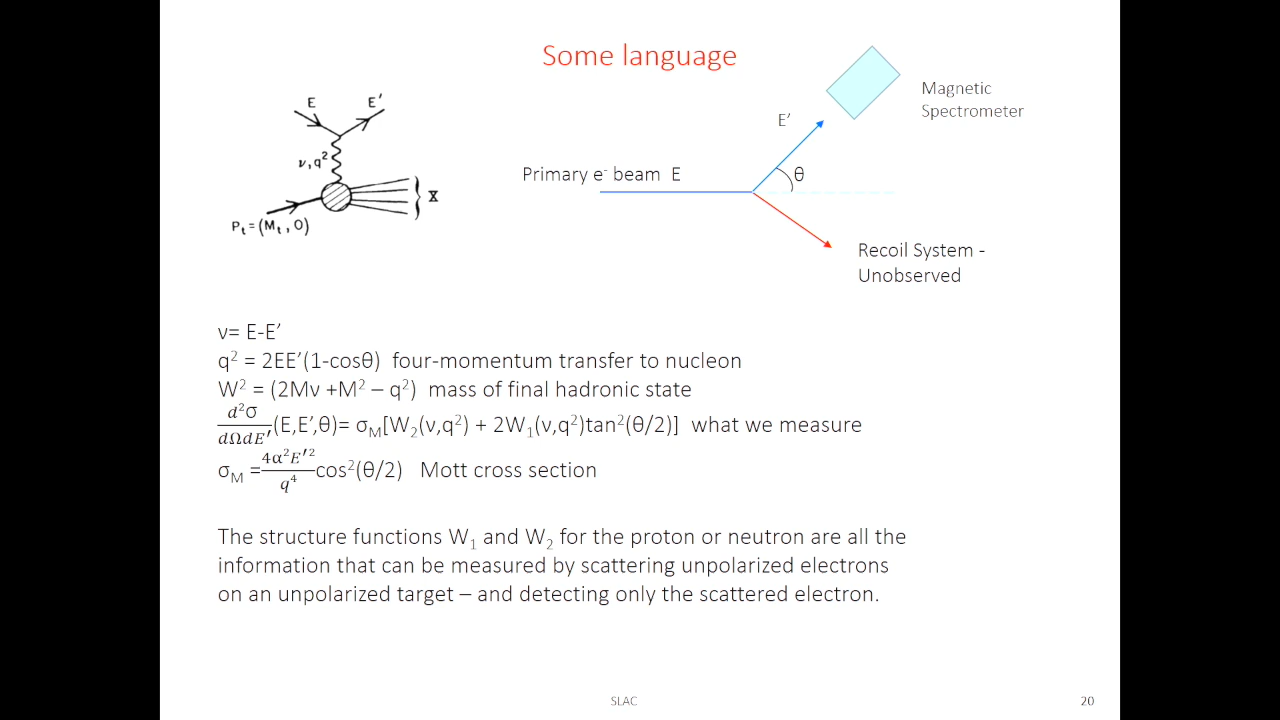 Some language
E E'
ν, q²
P_t = (M_t, 0)
X
Magnetic
Spectrometer
E'
Primary e⁻ beam E
θ
Recoil System -
Unobserved
ν= E-E'
q² = 2EE'(1-cosθ) four-momentum transfer to nucleon
W² = (2Mν +M² – q²) mass of final hadronic state
d²σ/dΩdE′ (E,E',θ)= σ_M[W₂(ν,q²) + 2W₁(ν,q²)tan²(θ/2)] what we measure
σ_M = 4α²E′²/q⁴ cos²(θ/2) Mott cross section
The structure functions W₁ and W₂ for the proton or neutron are all the
information that can be measured by scattering unpolarized electrons
on an unpolarized target – and detecting only the scattered electron.
SLAC
20